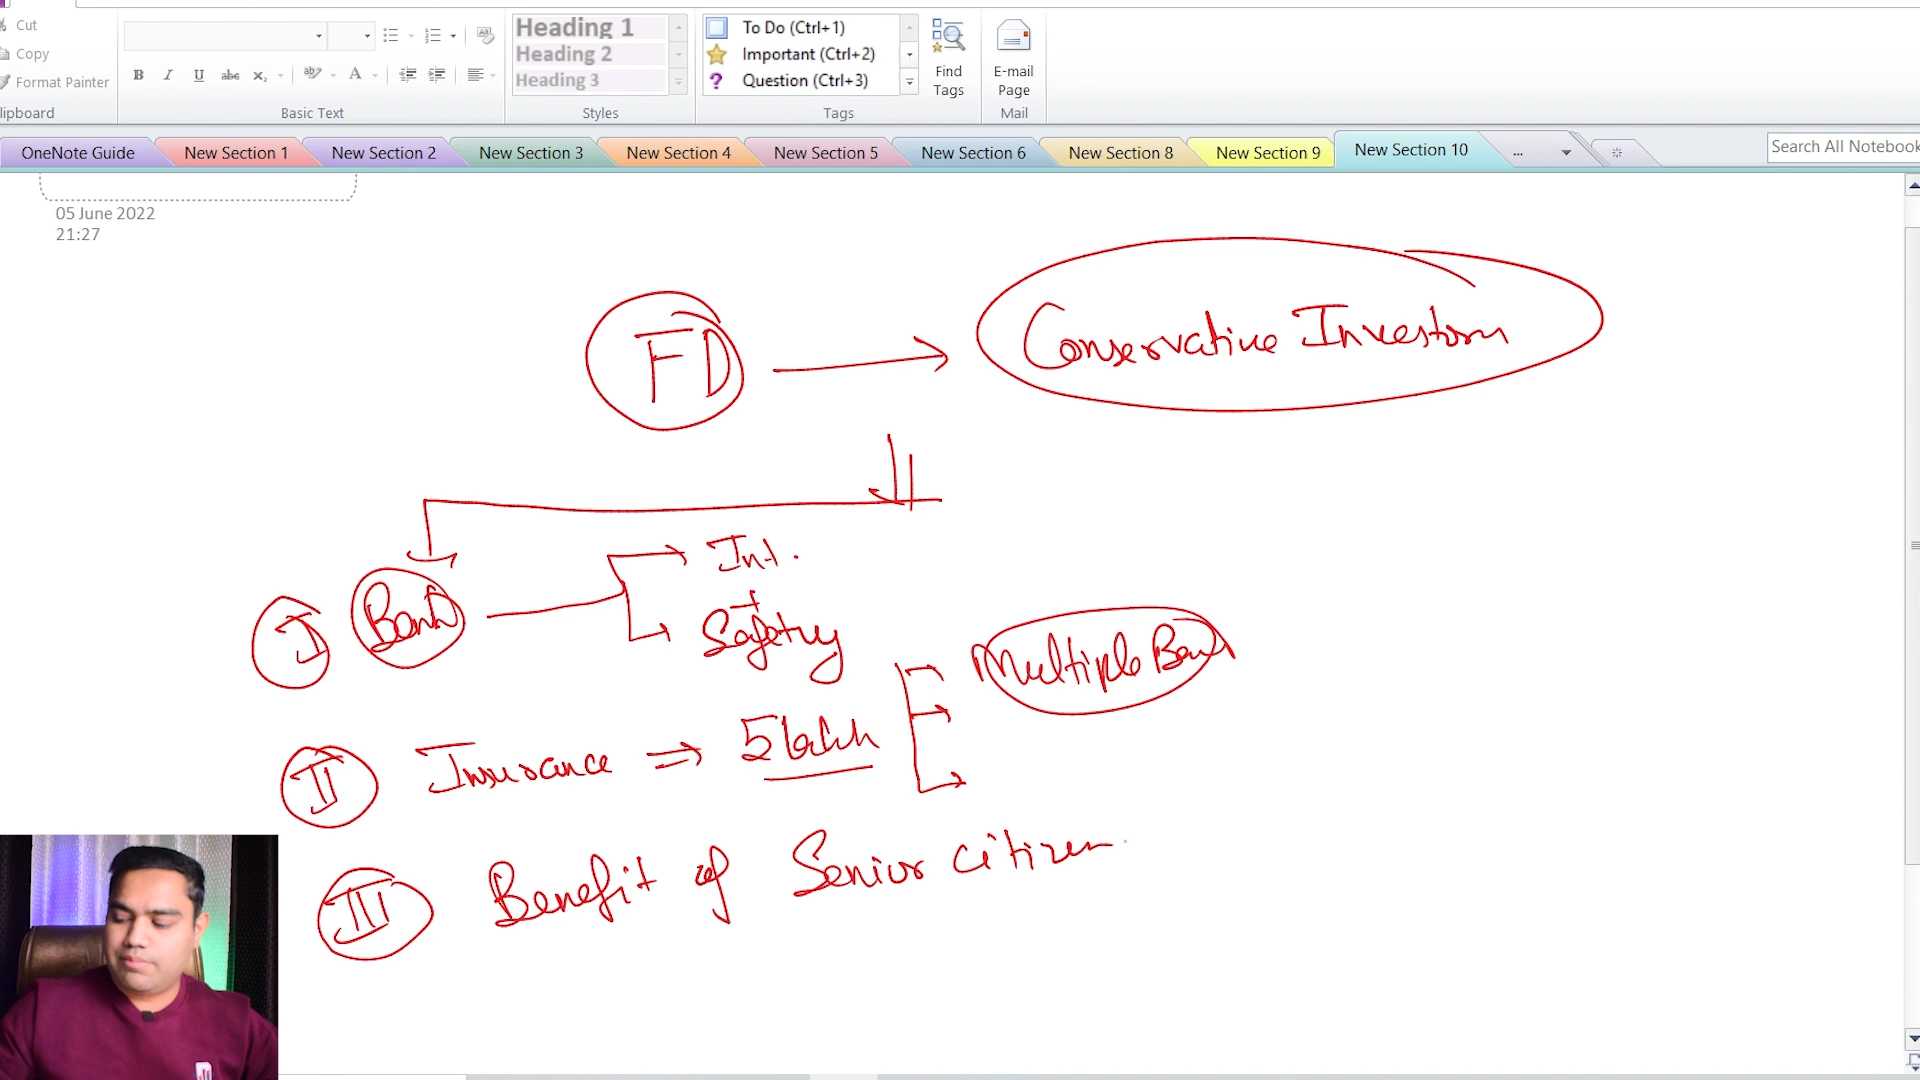 Cut
Copy
Format Painter
lipboard
B I U abc x₂ A
Basic Text
Heading 1
Heading 2
Heading 3
Styles
To Do (Ctrl+1)
Important (Ctrl+2)
? Question (Ctrl+3)
Tags
Find
Tags
E-mail
Page
Mail
OneNote Guide New Section 1 New Section 2 New Section 3 New Section 4 New Section 5 New Section 6 New Section 8 New Section 9 New Section 10 ... Search All Notebook
05 June 2022
21:27
FD → Conservative Investors
I Bank Int.
+
Safety
Multiple Bank
II Insurance ⇒ 5 lakh
III Benefit of Senior citizen